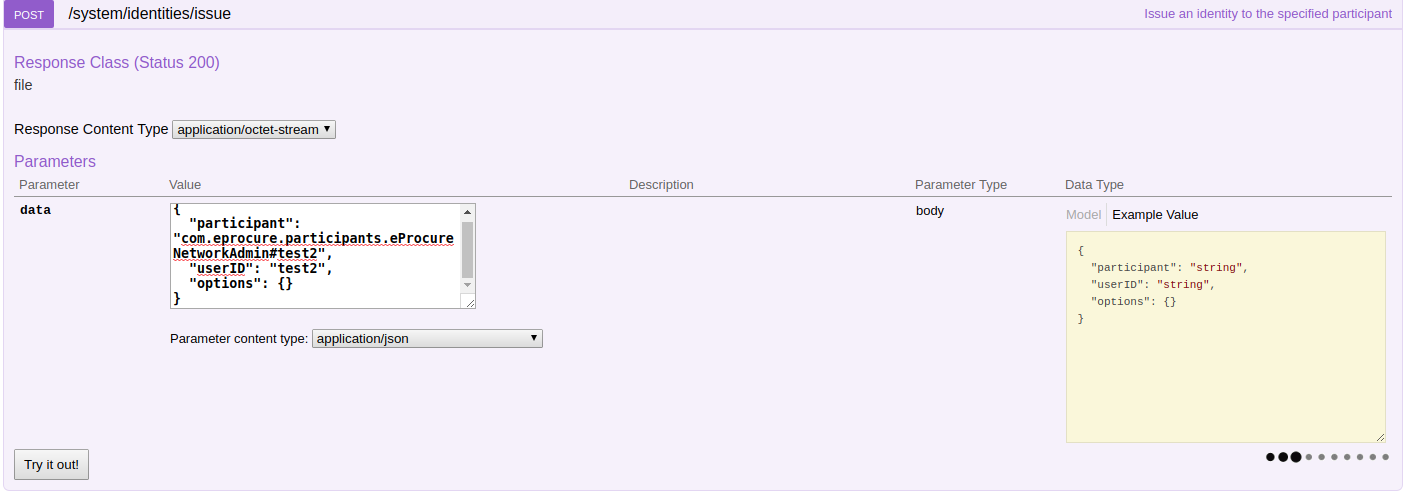 POST /system/identities/issue Issue an identity to the specified participant
Response Class (Status 200)
file
Response Content Type application/octet-stream
Parameters
Parameter Value Description Parameter Type Data Type
data
{
"participant":
"com.eprocure.participants.eProcure
NetworkAdmin#test2",
"userID": "test2",
"options": {}
}
Parameter content type: application/json
body
Model Example Value
{
"participant": "string",
"userID": "string",
"options": {}
}
Try it out!